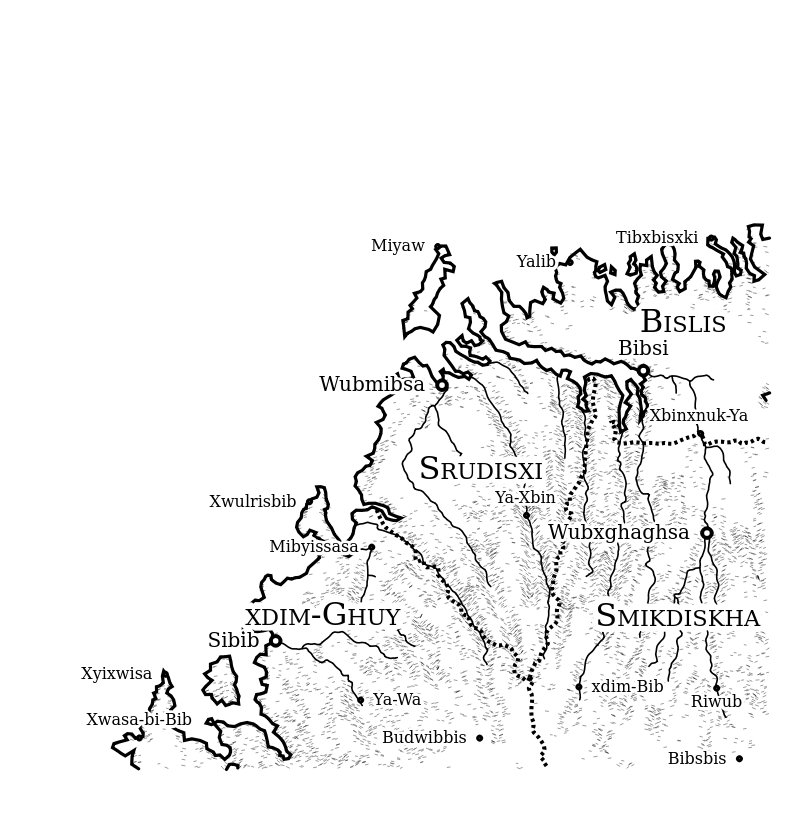 Tibxbisxki
Miyaw
Yalib
BISLIS
Bibsi
Wubmibsa
Xbinxnuk-Ya
SRUDISXI
Ya-Xbin
Xwulrisbib
Wubxghaghsa
Mibyissasa
XDIM-GHUY
SMIKDISKHA
Sibib
Xyixwisa
xdim-Bib
Ya-Wa
Riwub
Xwasa-bi-Bib
Budwibbis
Bibsbis